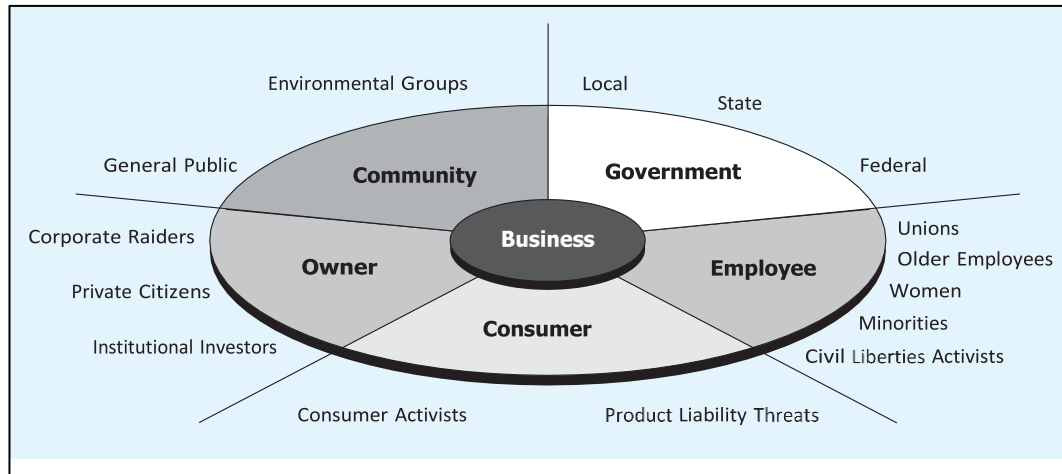 Environmental Groups
Local
State
General Public
Community
Government
Federal
Corporate Raiders
Unions
Business
Older Employees
Owner
Employee
Private Citizens
Women
Minorities
Consumer
Institutional Investors
Civil Liberties Activists
Consumer Activists
Product Liability Threats